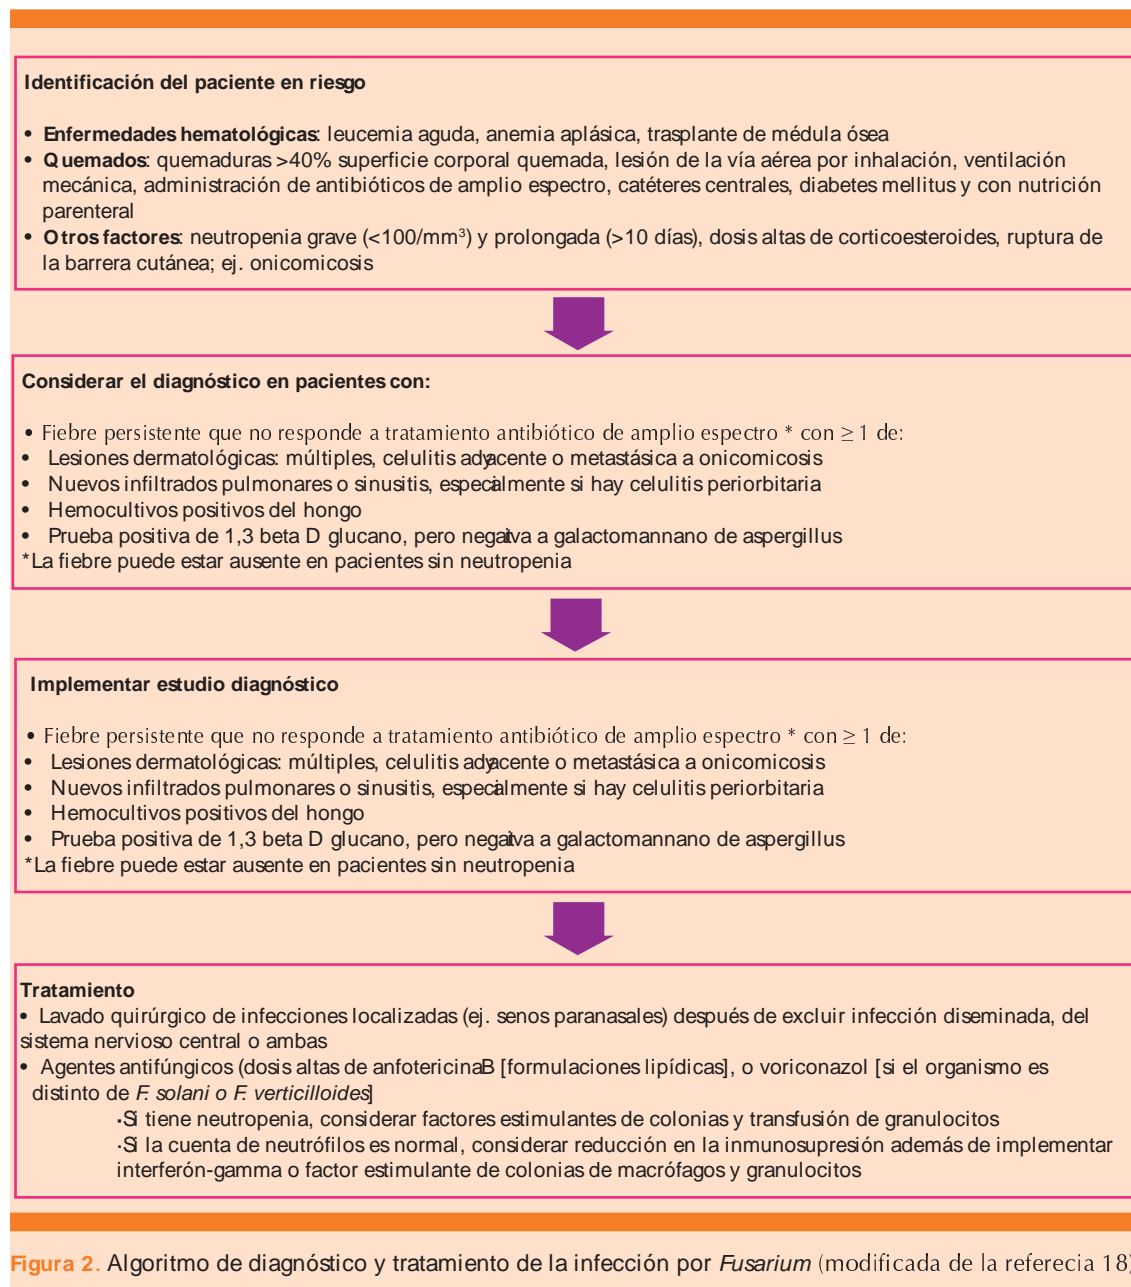 Identificación del paciente en riesgo
• Enfermedades hematológicas: leucemia aguda, anemia aplásica, trasplante de médula ósea
• Quemados: quemaduras >40% superficie corporal quemada, lesión de la vía aérea por inhalación, ventilación
mecánica, administración de antibióticos de amplio espectro, catéteres centrales, diabetes mellitus y con nutrición
parenteral
• Otros factores: neutropenia grave (<100/mm³) y prolongada (>10 días), dosis altas de corticoesteroides, ruptura de
la barrera cutánea; ej. onicomicosis
Considerar el diagnóstico en pacientes con:
• Fiebre persistente que no responde a tratamiento antibiótico de amplio espectro * con ≥ 1 de:
• Lesiones dermatológicas: múltiples, celulitis adyacente o metastásica a onicomicosis
• Nuevos infiltrados pulmonares o sinusitis, especialmente si hay celulitis periorbitaria
• Hemocultivos positivos del hongo
• Prueba positiva de 1,3 beta D glucano, pero negativa a galactomannano de aspergillus
*La fiebre puede estar ausente en pacientes sin neutropenia
Implementar estudio diagnóstico
• Fiebre persistente que no responde a tratamiento antibiótico de amplio espectro * con ≥ 1 de:
• Lesiones dermatológicas: múltiples, celulitis adyacente o metastásica a onicomicosis
• Nuevos infiltrados pulmonares o sinusitis, especialmente si hay celulitis periorbitaria
• Hemocultivos positivos del hongo
• Prueba positiva de 1,3 beta D glucano, pero negativa a galactomannano de aspergillus
*La fiebre puede estar ausente en pacientes sin neutropenia
Tratamiento
• Lavado quirúrgico de infecciones localizadas (ej. senos paranasales) después de excluir infección diseminada, del
sistema nervioso central o ambas
• Agentes antifúngicos (dosis altas de anfotericinaB [formulaciones lipídicas], o voriconazol [si el organismo es
distinto de F. solani o F. verticilloides]
·Si tiene neutropenia, considerar factores estimulantes de colonias y transfusión de granulocitos
·Si la cuenta de neutrófilos es normal, considerar reducción en la inmunosupresión además de implementar
interferón-gamma o factor estimulante de colonias de macrófagos y granulocitos
Figura 2. Algoritmo de diagnóstico y tratamiento de la infección por Fusarium (modificada de la referecia 18)